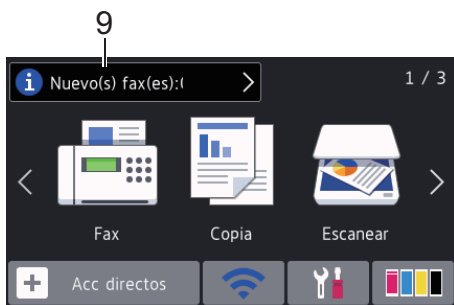 9
Nuevo(s) fax(es):
1 / 3
Fax
Copia
Escanear
Acc directos